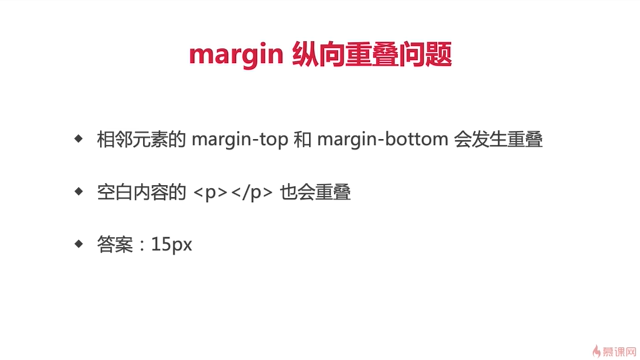 margin 纵向重叠问题
◆ 相邻元素的 margin-top 和 margin-bottom 会发生重叠
◆ 空白内容的 <p></p> 也会重叠
◆ 答案：15px
慕课网